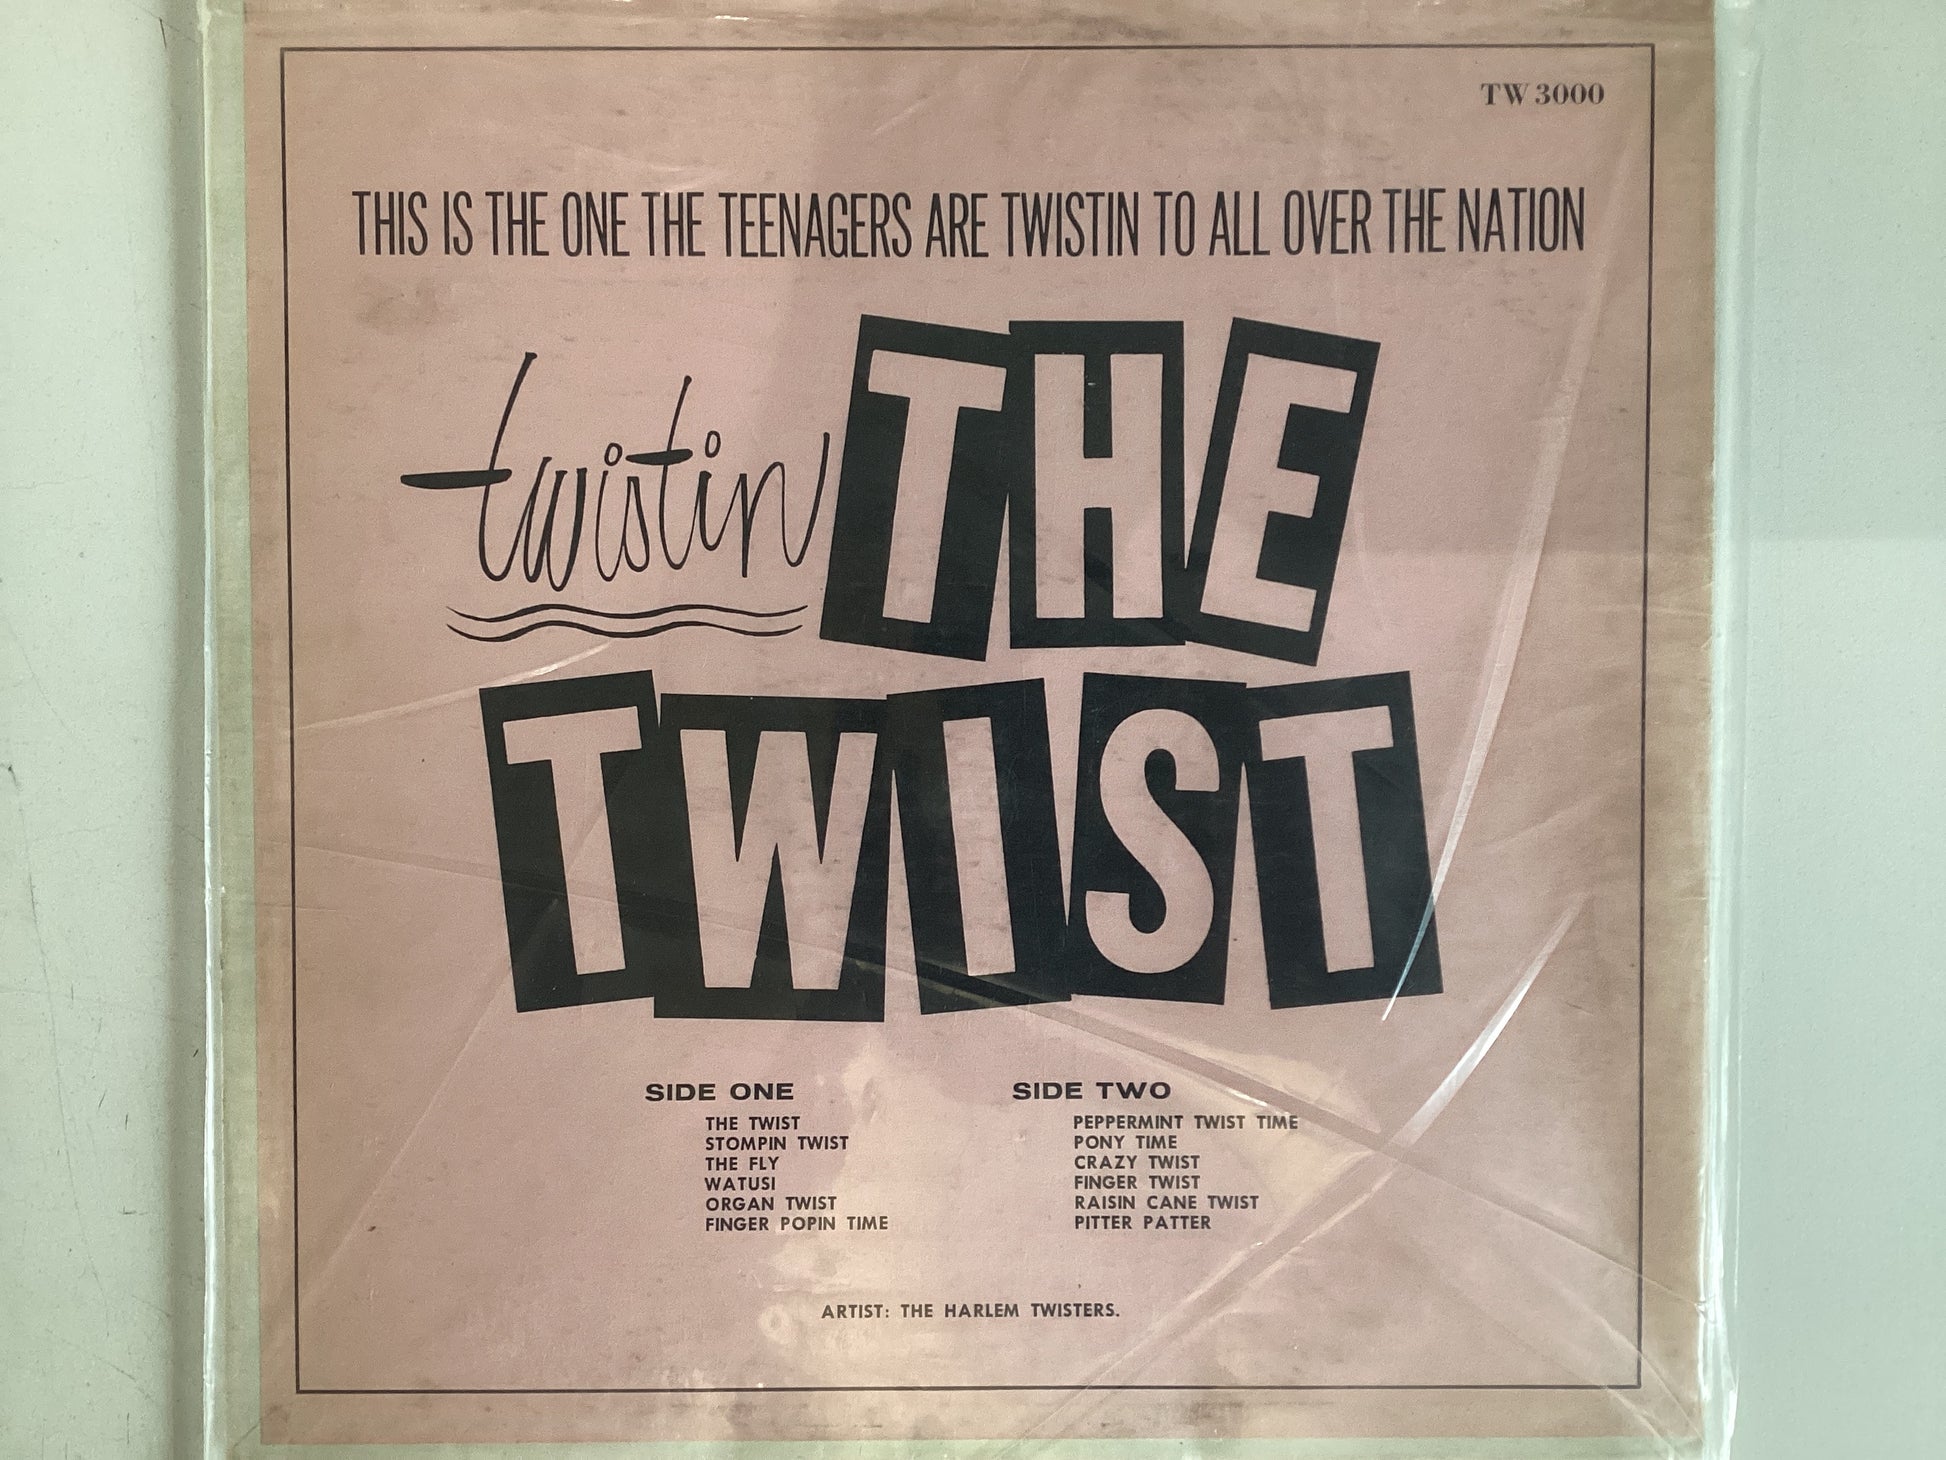 TW 3000
THIS IS THE ONE THE TEENAGERS ARE TWISTIN TO ALL OVER THE NATION
twistin THE
TWIST
SIDE ONE
THE TWIST
STOMPIN TWIST
THE FLY
WATUSI
ORGAN TWIST
FINGER POPIN TIME
SIDE TWO
PEPPERMINT TWIST TIME
PONY TIME
CRAZY TWIST
FINGER TWIST
RAISIN CANE TWIST
PITTER PATTER
ARTIST: THE HARLEM TWISTERS.